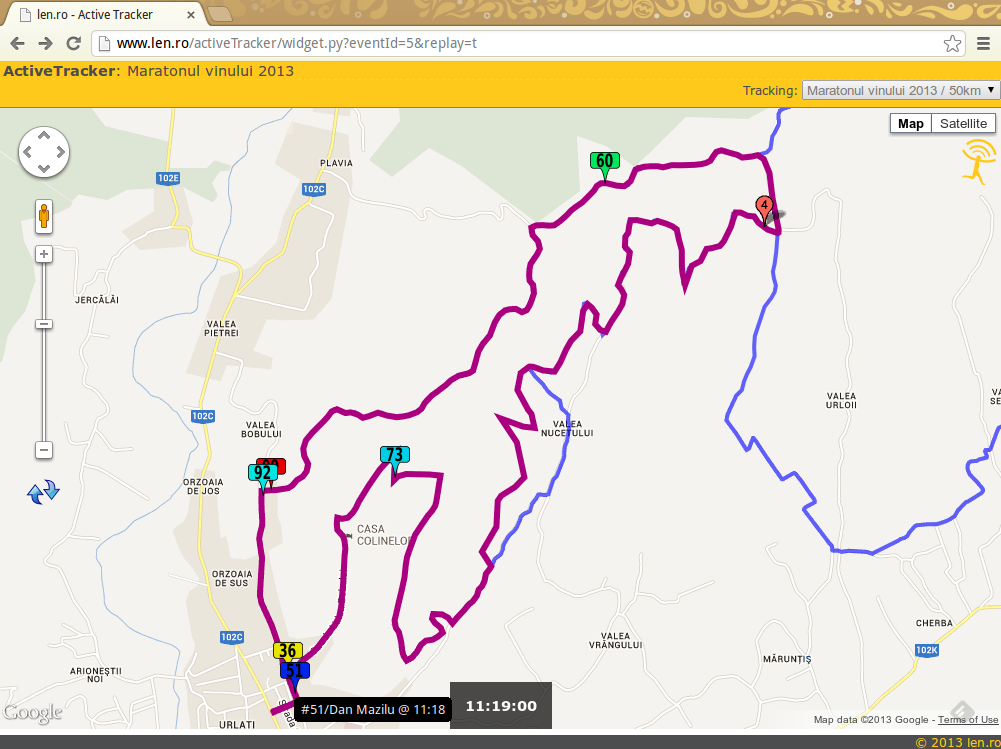 len.ro - Active Tracker
www.len.ro/activeTracker/widget.py?eventId=5&replay=t
ActiveTracker: Maratonul vinului 2013
Tracking: Maratonul vinului 2013 / 50km
Map Satellite
60
PLAVIA
102E
102C
4
JERCĂLĂI
VALEA
PIETREI
VALEA
URLOII
VA
SE
102C
VALEA
BOBULUI
VALEA
NUCETULUI
73
92
ORZOAIA
DE JOS
CASA
COLINELOR
ORZOAIA
DE SUS
102C
CHERBA
36
VALEA
VRÂNGULUI
102K
51
MĂRUNȚIȘ
ARIONEȘTII
NOI
#51/Dan Mazilu @ 11:18
11:19:00
Google
URLATI
Map data ©2013 Google - Terms of Use
© 2013 len.ro